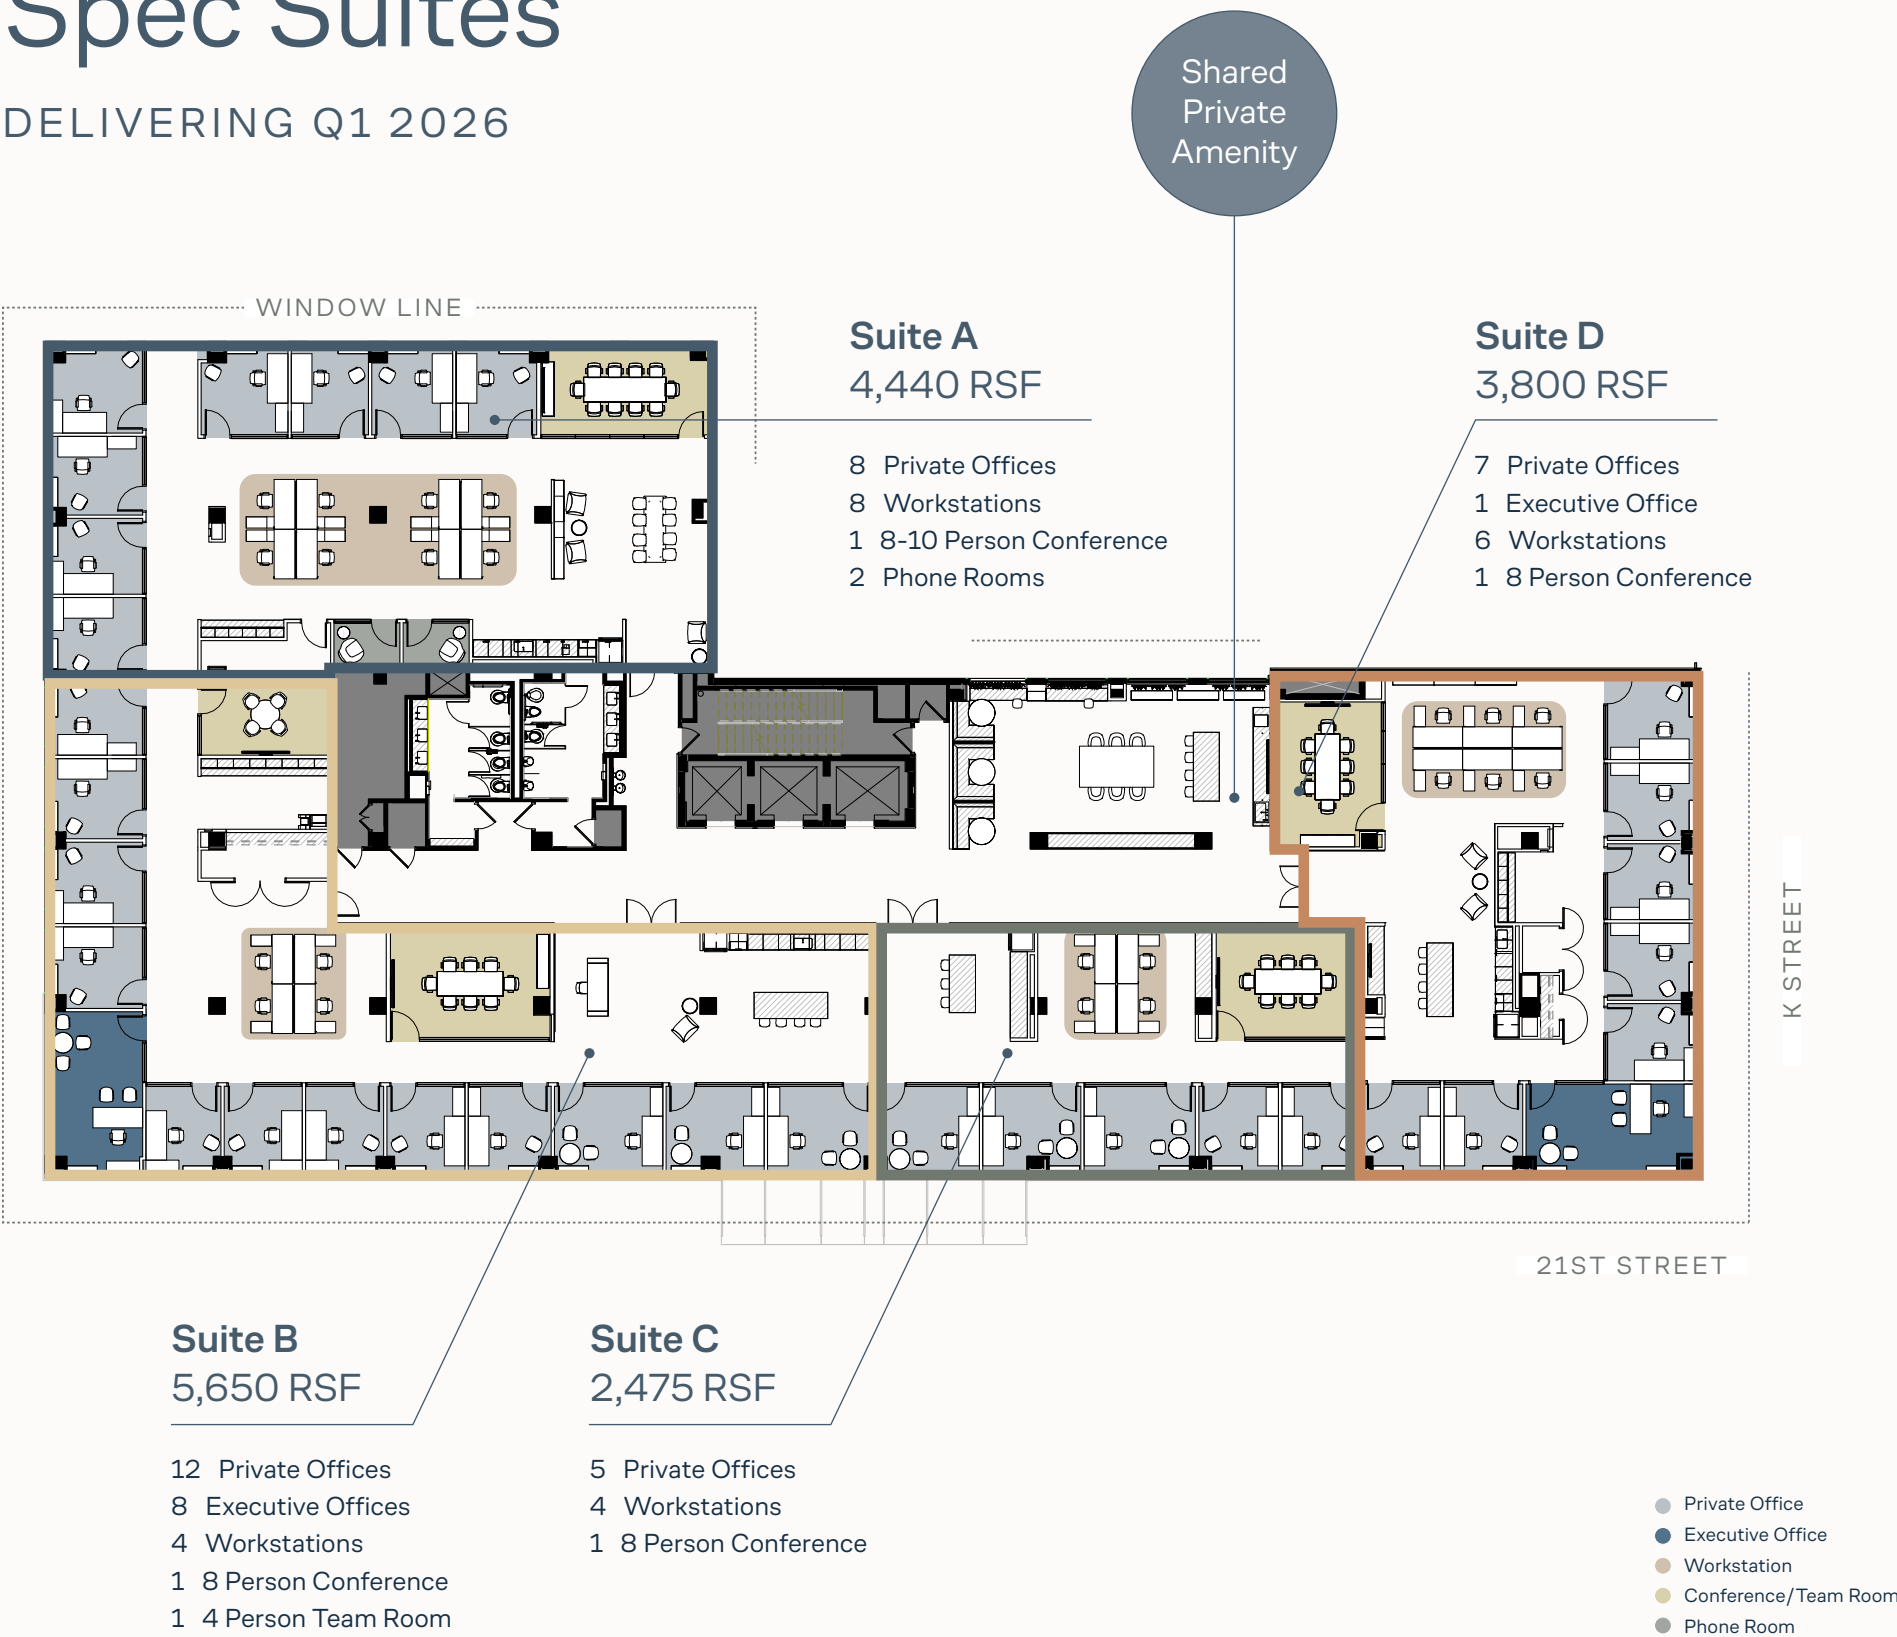 Spec Suites
DELIVERING Q1 2026
Shared
Private
Amenity
WINDOW LINE
Suite A
4,440 RSF
8 Private Offices
8 Workstations
1 8-10 Person Conference
2 Phone Rooms
Suite D
3,800 RSF
7 Private Offices
1 Executive Office
6 Workstations
1 8 Person Conference
K STREET
21ST STREET
Suite B
5,650 RSF
12 Private Offices
8 Executive Offices
4 Workstations
1 8 Person Conference
1 4 Person Team Room
Suite C
2,475 RSF
5 Private Offices
4 Workstations
1 8 Person Conference
Private Office
Executive Office
Workstation
Conference/Team Room
Phone Room